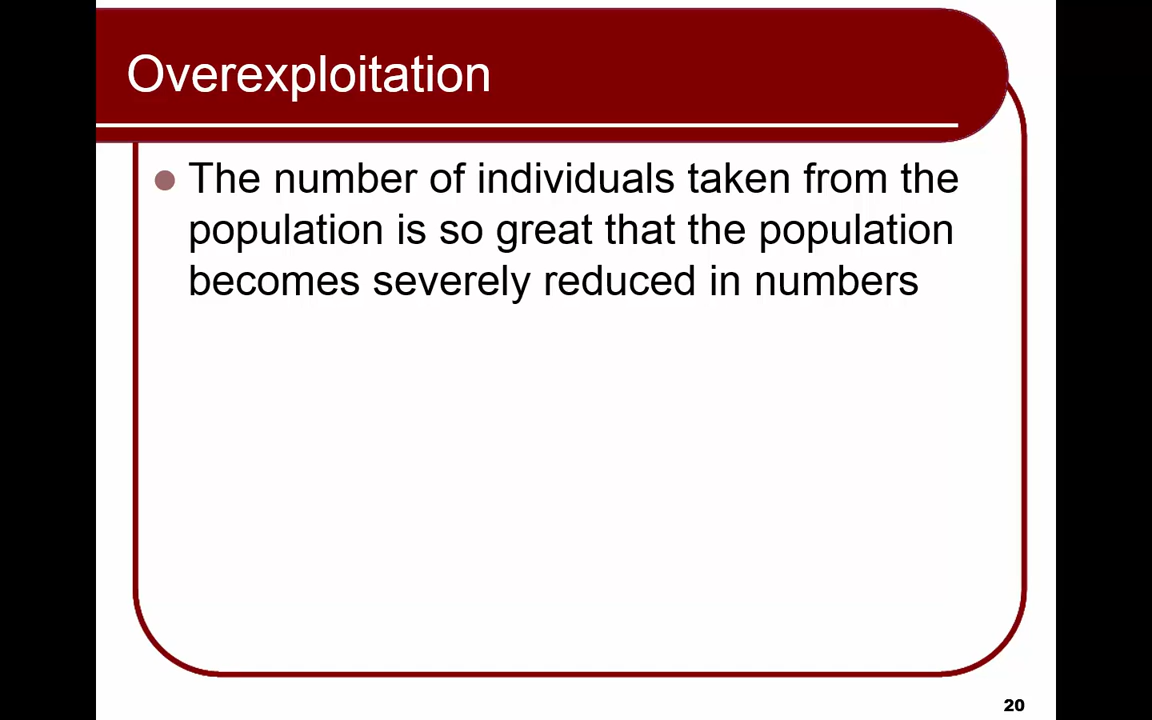 Overexploitation
The number of individuals taken from the
population is so great that the population
becomes severely reduced in numbers
20